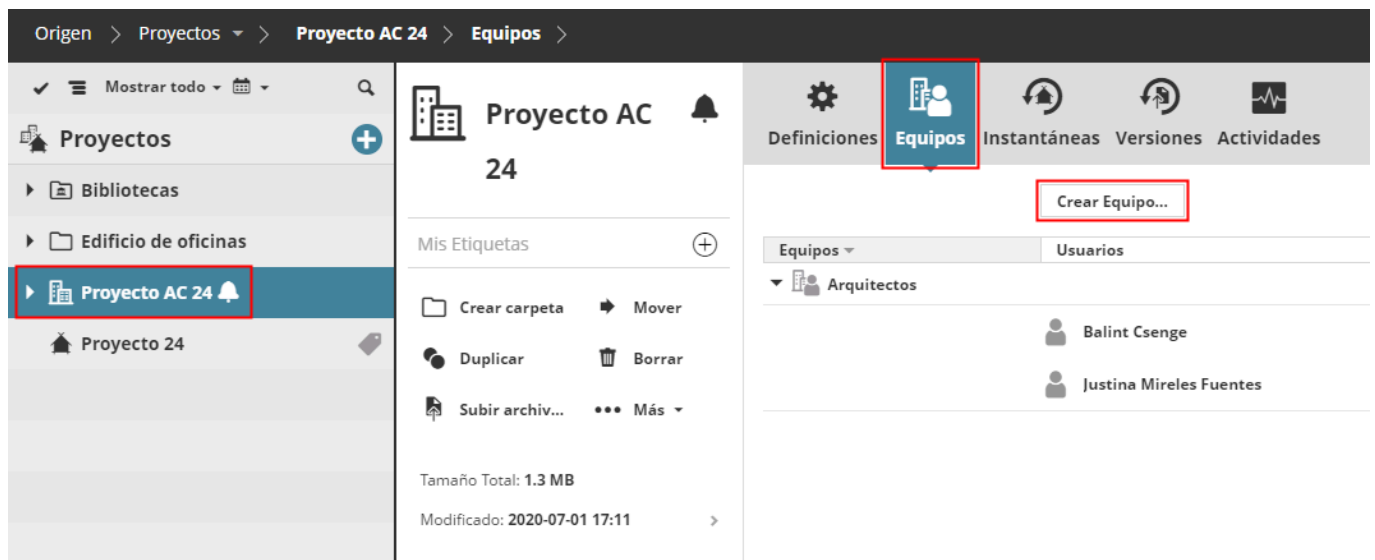 Origen > Proyectos > Proyecto AC 24 > Equipos >
Mostrar todo
Proyectos
Bibliotecas
Edificio de oficinas
Proyecto AC 24
Proyecto 24
Proyecto AC
24
Mis Etiquetas
Crear carpeta Mover
Duplicar Borrar
Subir archiv... Más
Tamaño Total: 1.3 MB
Modificado: 2020-07-01 17:11 >
Definiciones Equipos Instantáneas Versiones Actividades
Crear Equipo...
Equipos Usuarios
Arquitectos
Balint Csenge
Justina Mireles Fuentes